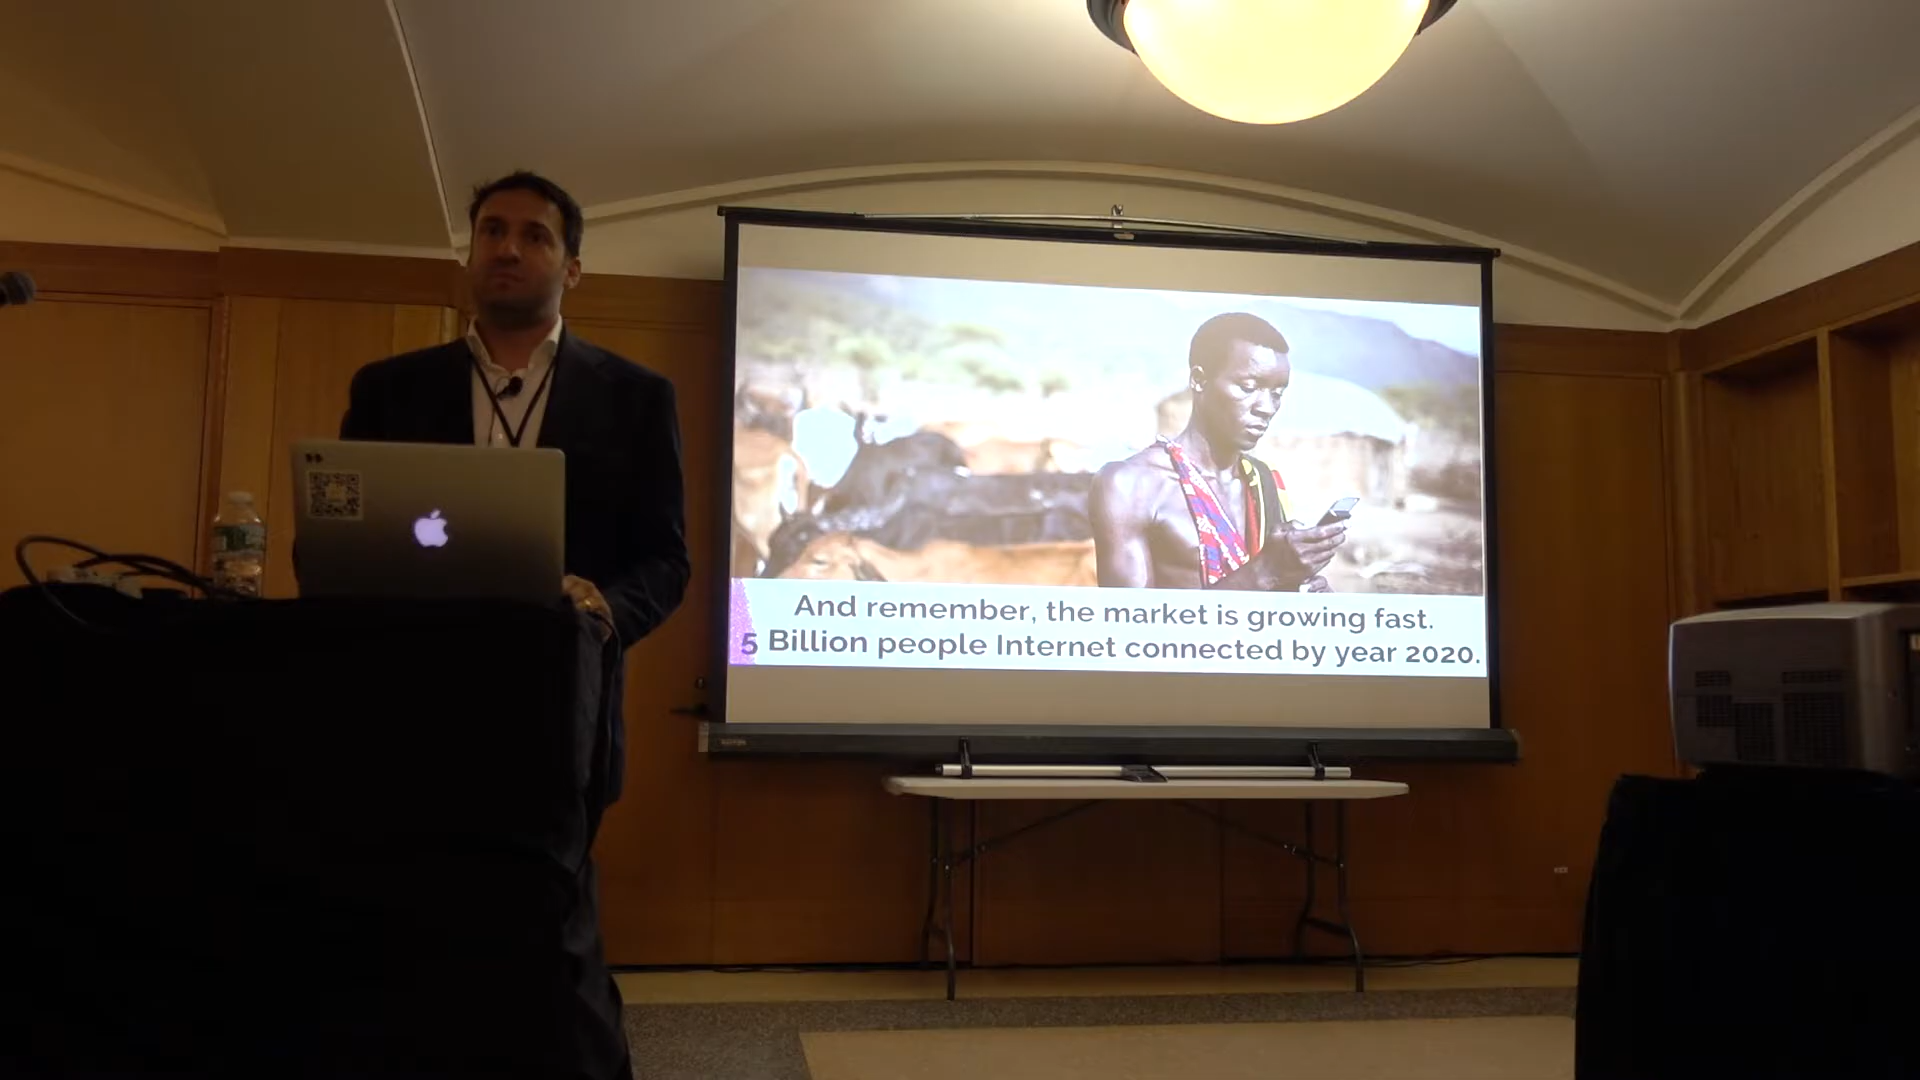 And remember, the market is growing fast.
5 Billion people Internet connected by year 2020.